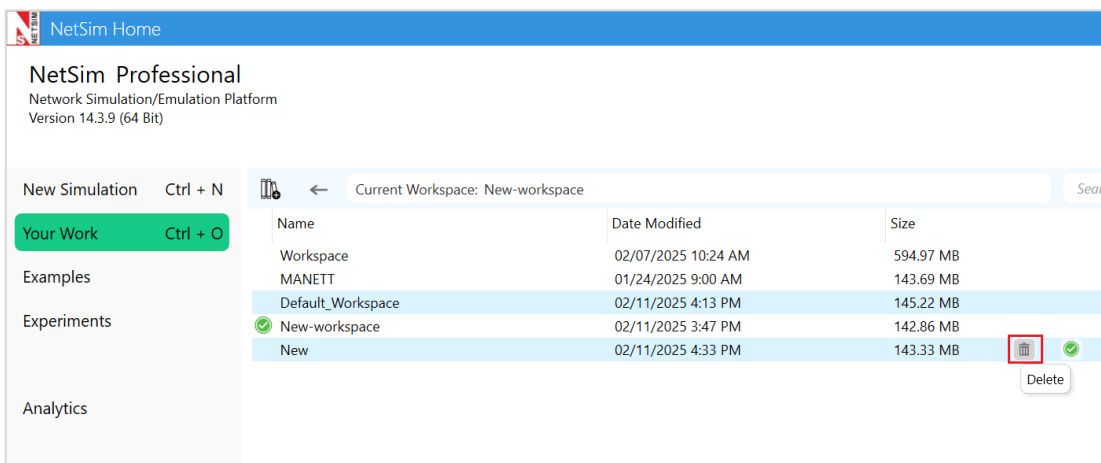 NETSIM
NetSim Home
NetSim Professional
Network Simulation/Emulation Platform
Version 14.3.9 (64 Bit)
New Simulation Ctrl + N
Current Workspace: New-workspace
Your Work Ctrl + O
Examples
Experiments
Analytics
Name Date Modified Size
Workspace 02/07/2025 10:24 AM 594.97 MB
MANETT 01/24/2025 9:00 AM 143.69 MB
Default_Workspace 02/11/2025 4:13 PM 145.22 MB
New-workspace 02/11/2025 3:47 PM 142.86 MB
New 02/11/2025 4:33 PM 143.33 MB
Delete